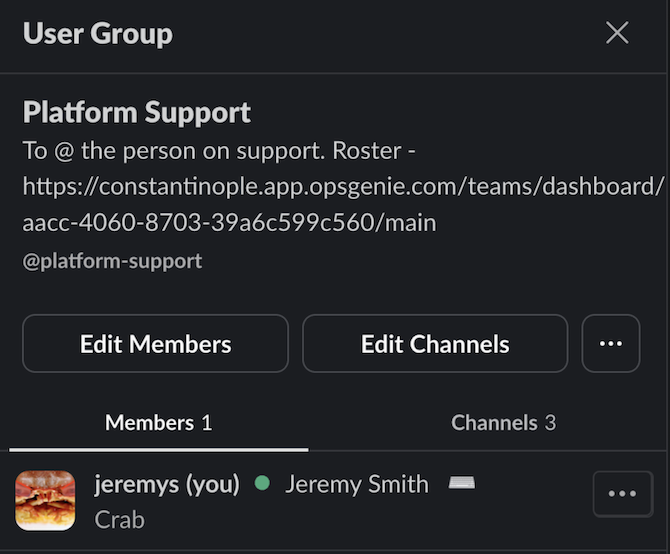 User Group
Platform Support
To @ the person on support. Roster -
https://constantinople.app.opsgenie.com/teams/dashboard/
aacc-4060-8703-39a6c599c560/main
@platform-support
Edit Members
Edit Channels
Members 1
Channels 3
jeremys (you) Jeremy Smith
Crab